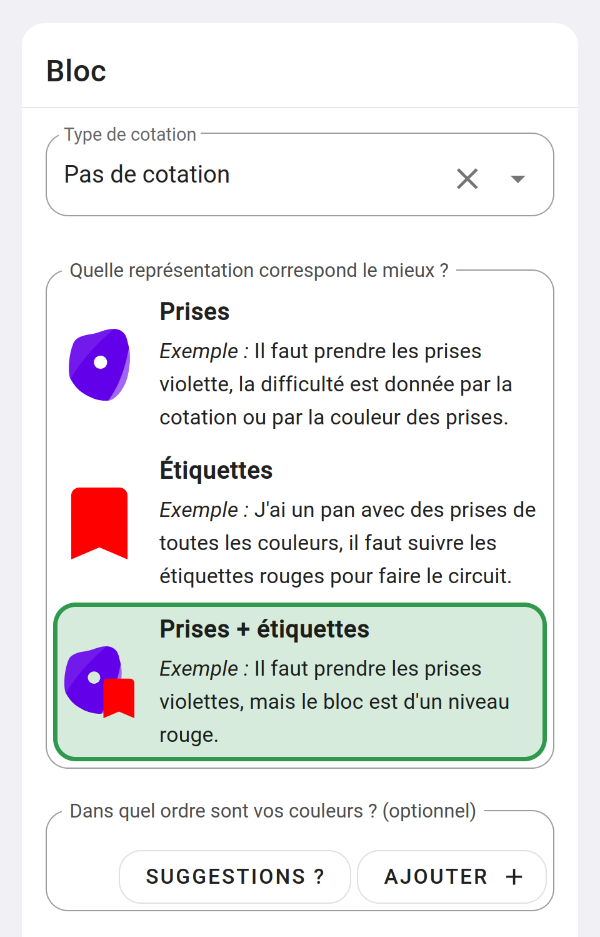 Bloc
Type de cotation
Pas de cotation
Quelle représentation correspond le mieux ?
Prises
Exemple : Il faut prendre les prises
violette, la difficulté est donnée par la
cotation ou par la couleur des prises.
Étiquettes
Exemple : J'ai un pan avec des prises de
toutes les couleurs, il faut suivre les
étiquettes rouges pour faire le circuit.
Prises + étiquettes
Exemple : Il faut prendre les prises
violettes, mais le bloc est d'un niveau
rouge.
Dans quel ordre sont vos couleurs ? (optionnel)
SUGGESTIONS ?
AJOUTER +